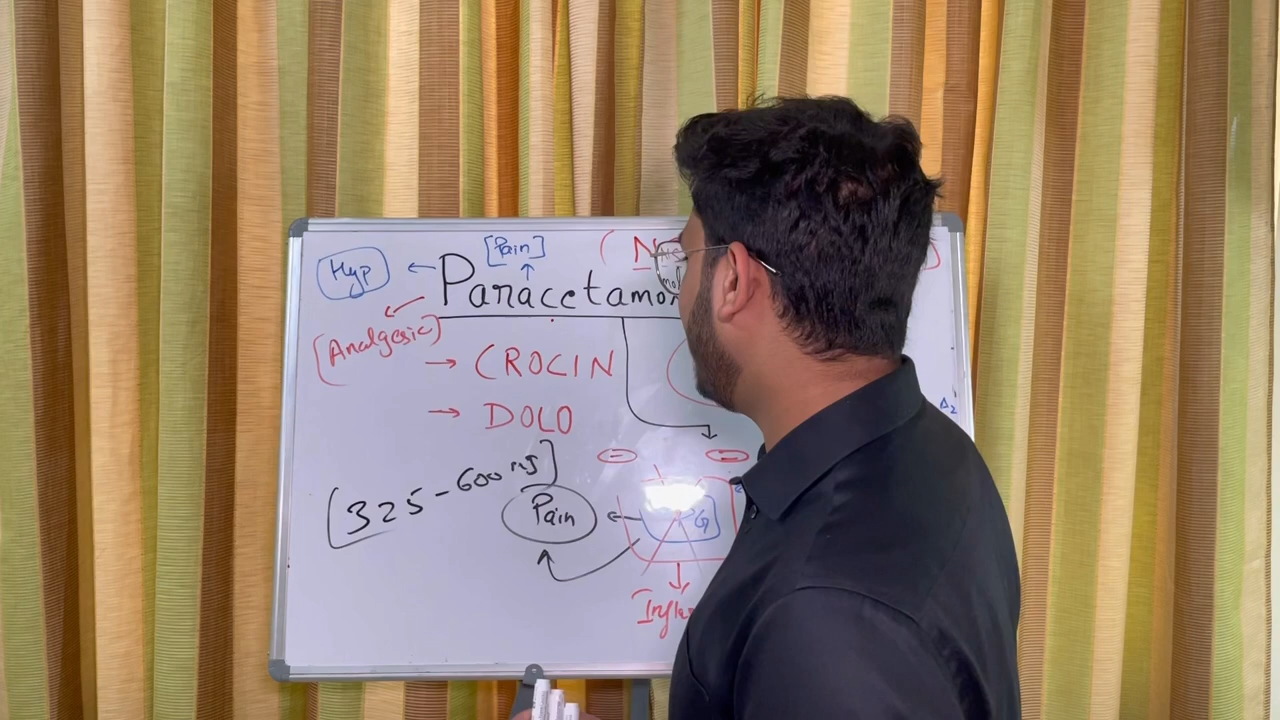 [Pain]
Hyp ← Paracetamo
[Analgesic]
→ CROCIN
→ DOLO
[325-600 mg]
Pain